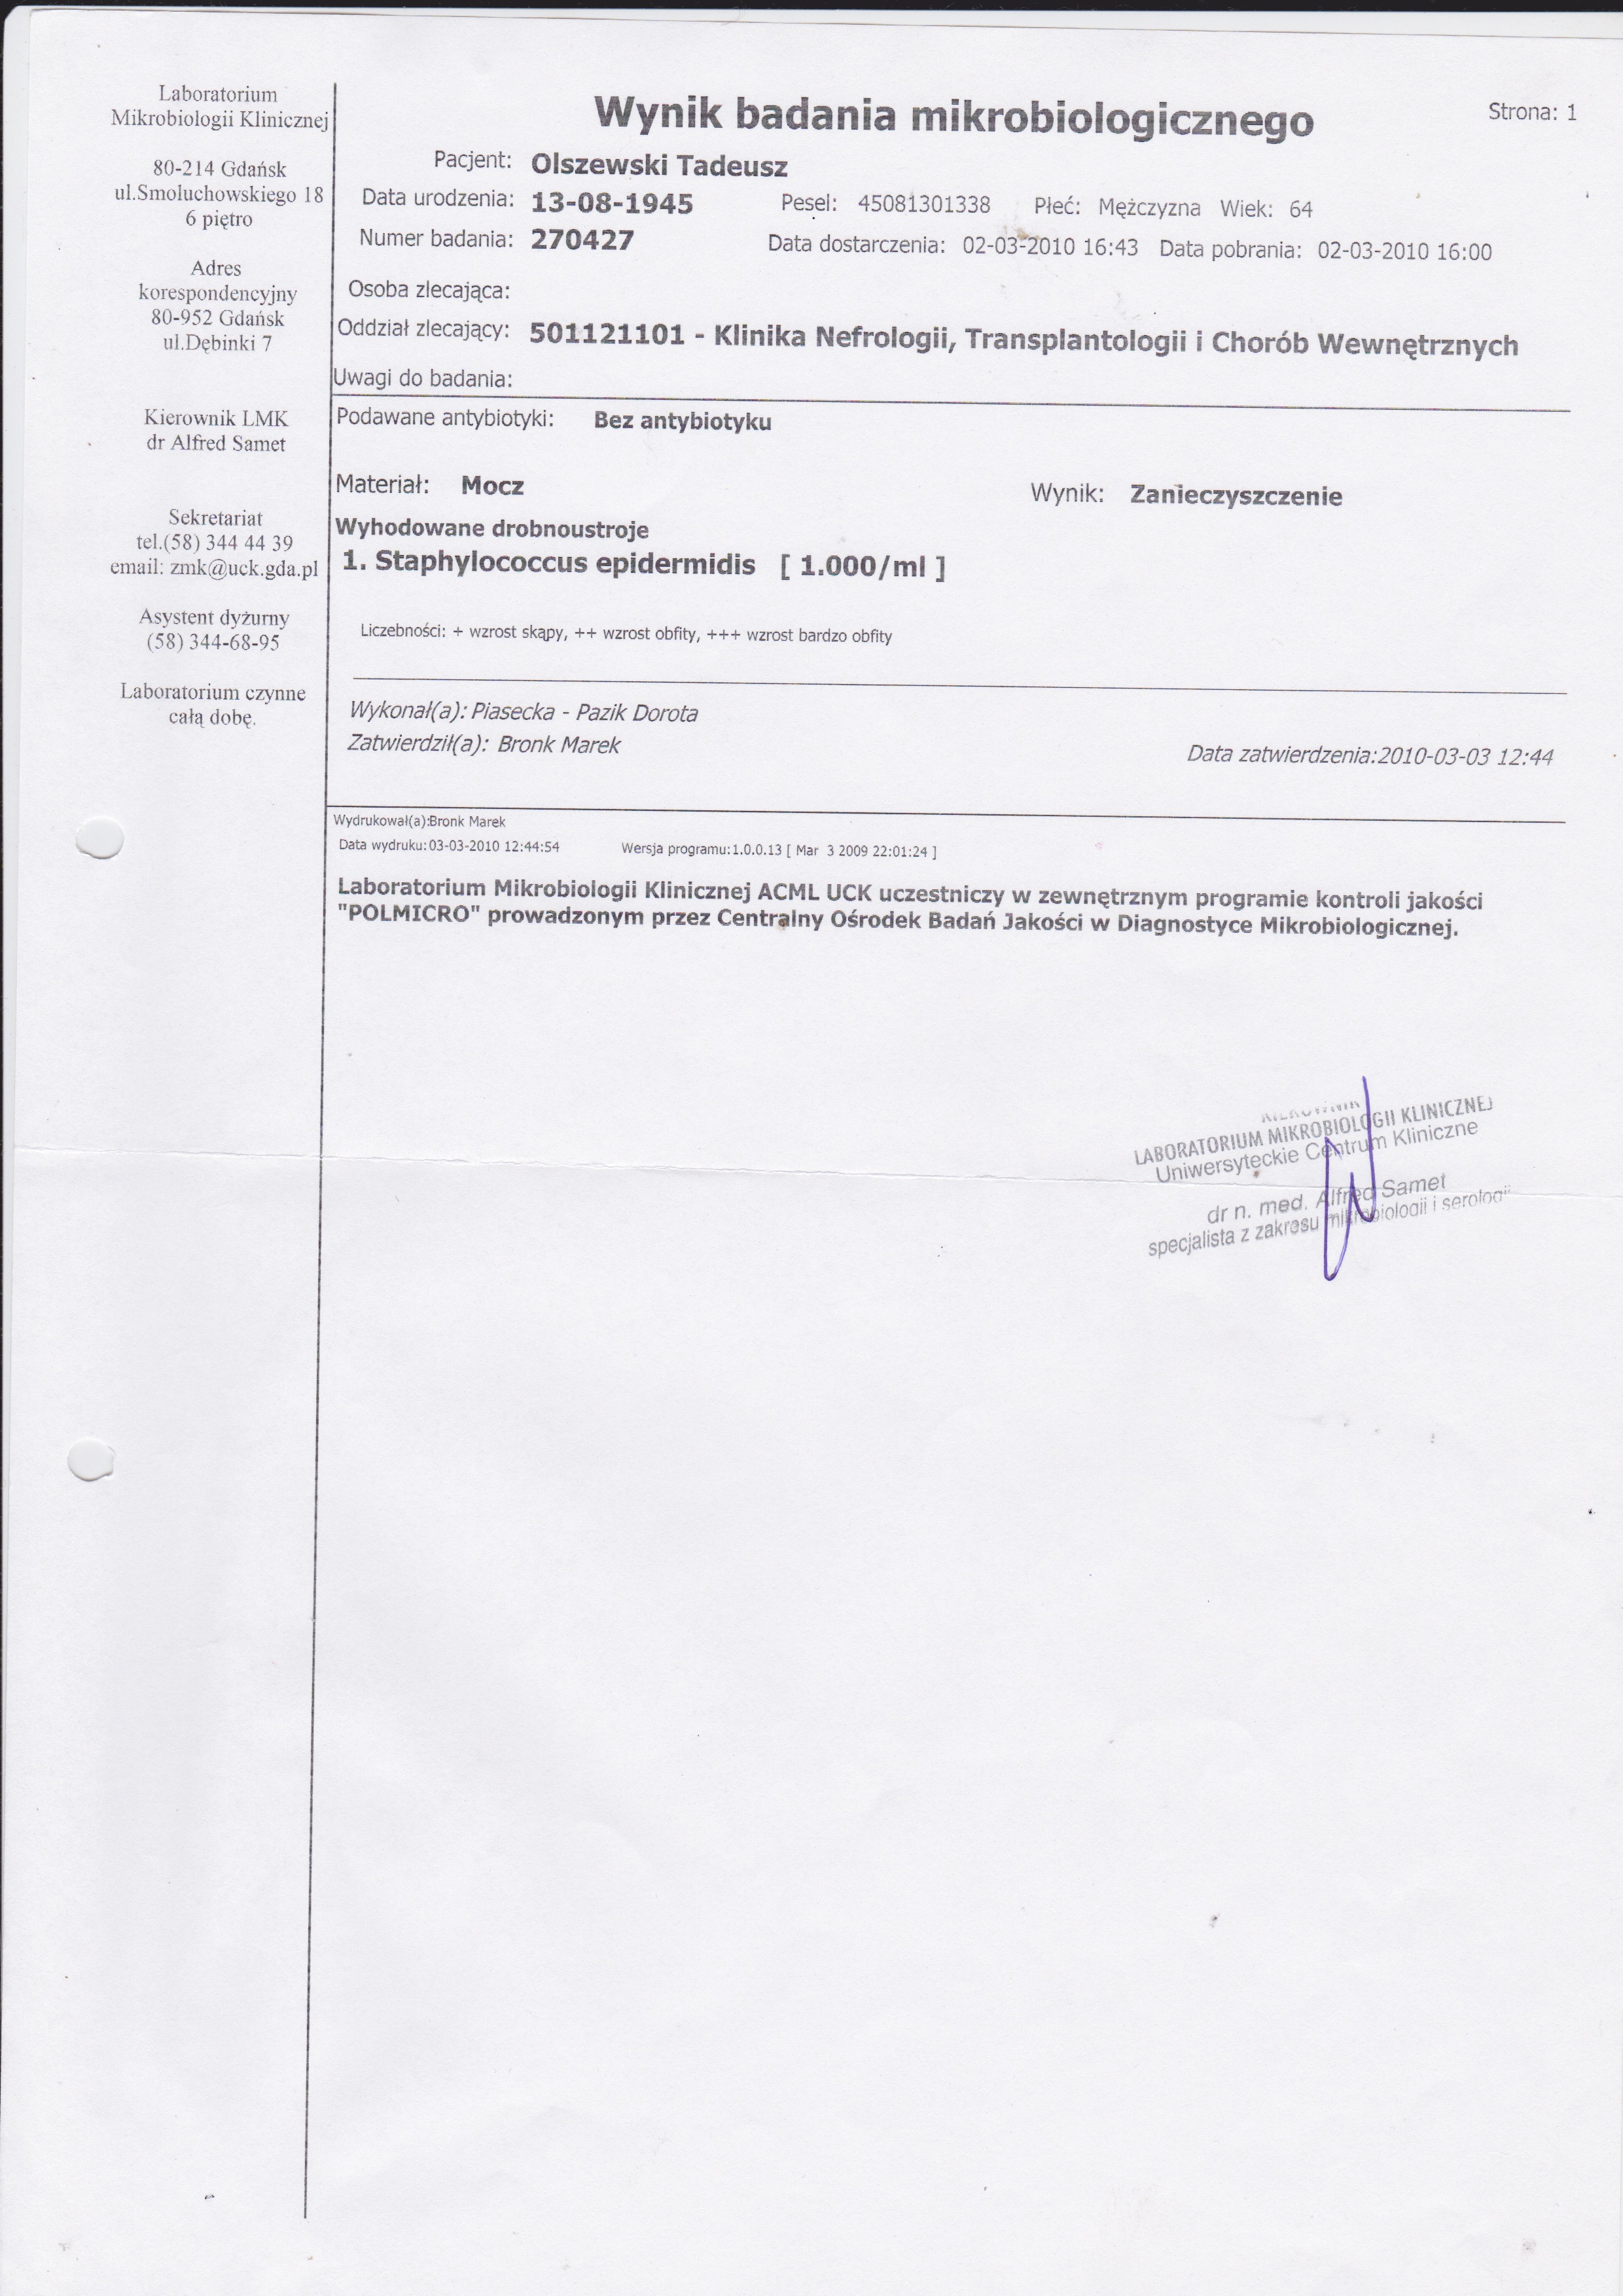 Laboratorium
Mikrobiologii Klinicznej
80-214 Gdańsk
ul.Smoluchowskiego 18
6 piętro
Adres
korespondencyjny
80-952 Gdańsk
ul.Dębinki 7
Kierownik LMK
dr Alfred Samet
Sekretariat
tel.(58) 344 44 39
email: zmk@uck.gda.pl
Asystent dyżurny
(58) 344-68-95
Laboratorium czynne
całą dobę.
Wynik badania mikrobiologicznego
Strona: 1
Pacjent: Olszewski Tadeusz
Data urodzenia: 13-08-1945 Pesel: 45081301338 Płeć: Mężczyzna Wiek: 64
Numer badania: 270427 Data dostarczenia: 02-03-2010 16:43 Data pobrania: 02-03-2010 16:00
Osoba zlecająca:
Oddział zlecający: 501121101 - Klinika Nefrologii, Transplantologii i Chorób Wewnętrznych
Uwagi do badania:
Podawane antybiotyki: Bez antybiotyku
Materiał: Mocz Wynik: Zanieczyszczenie
Wyhodowane drobnoustroje
1. Staphylococcus epidermidis [ 1.000/ml ]
Liczebności: + wzrost skąpy, ++ wzrost obfity, +++ wzrost bardzo obfity
Wykonał(a): Piasecka - Pazik Dorota
Zatwierdził(a): Bronk Marek
Data zatwierdzenia:2010-03-03 12:44
Wydrukował(a):Bronk Marek
Data wydruku:03-03-2010 12:44:54 Wersja programu:1.0.0.13 [ Mar 3 2009 22:01:24 ]
Laboratorium Mikrobiologii Klinicznej ACML UCK uczestniczy w zewnętrznym programie kontroli jakości
"POLMICRO" prowadzonym przez Centralny Ośrodek Badań Jakości w Diagnostyce Mikrobiologicznej.
KIEROWNIK
LABORATORIUM MIKROBIOLOGII KLINICZNEJ
Uniwersyteckie Centrum Kliniczne
dr n. med. Alfred Samet
specjalista z zakresu mikrobiologii i serologii